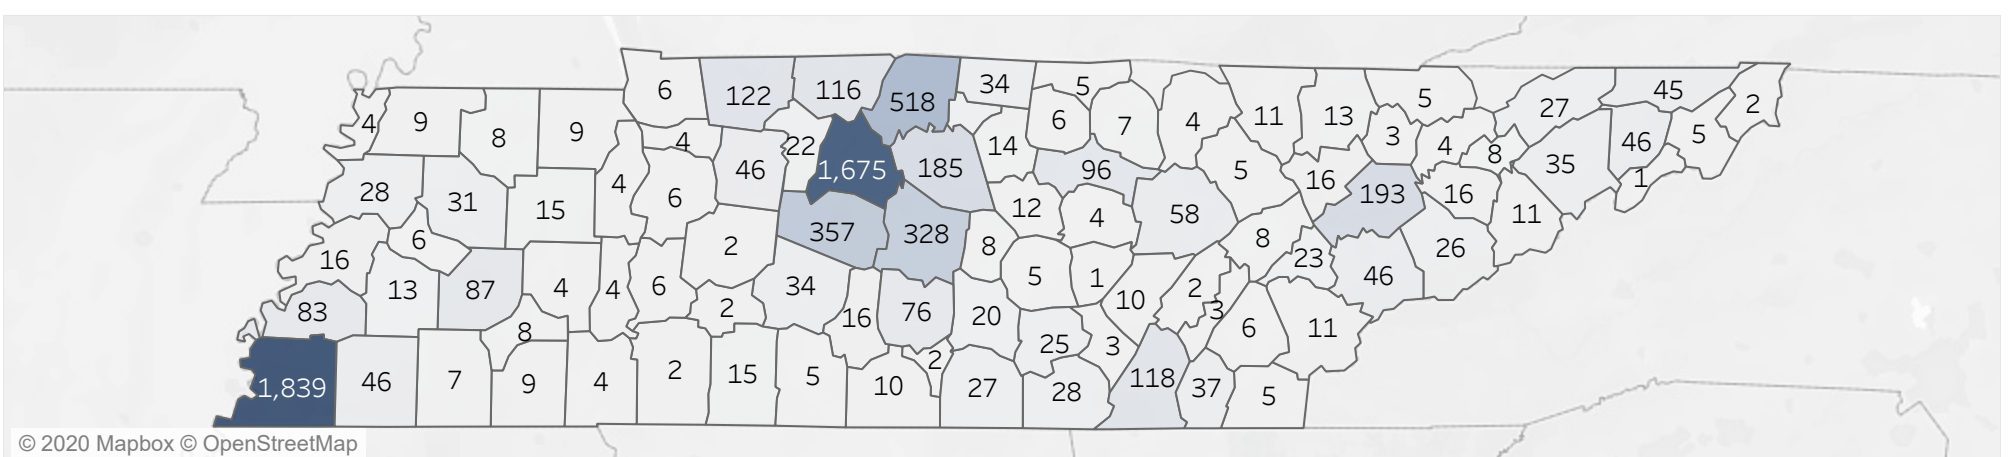 6 122 116 518 34 5
4 9 8 9 4 46 22 1,675 185 14 6 7 4 11 13 5 27 45 2
3 4 8 35 46 5
28 31 15 4 6 96 5 16 193 16 11 1
16 6 2 357 328 12 4 58 8 23 46 26
8
83 13 87 4 4 6 2 34 16 76 20 5 1 10 2 3 6 11
8 25 3
1,839 46 7 9 4 2 15 5 10 2 27 28 118 37 5
© 2020 Mapbox © OpenStreetMap